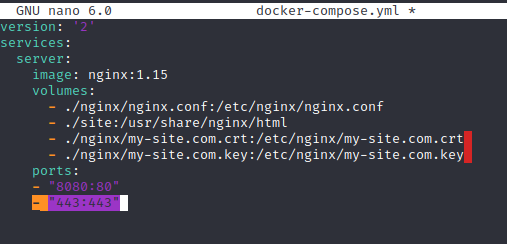 GNU nano 6.0 docker-compose.yml *
version: '2'
services:
  server:
    image: nginx:1.15
    volumes:
      - ./nginx/nginx.conf:/etc/nginx/nginx.conf
      - ./site:/usr/share/nginx/html
      - ./nginx/my-site.com.crt:/etc/nginx/my-site.com.crt
      - ./nginx/my-site.com.key:/etc/nginx/my-site.com.key
    ports:
    - "8080:80"
    - "443:443"